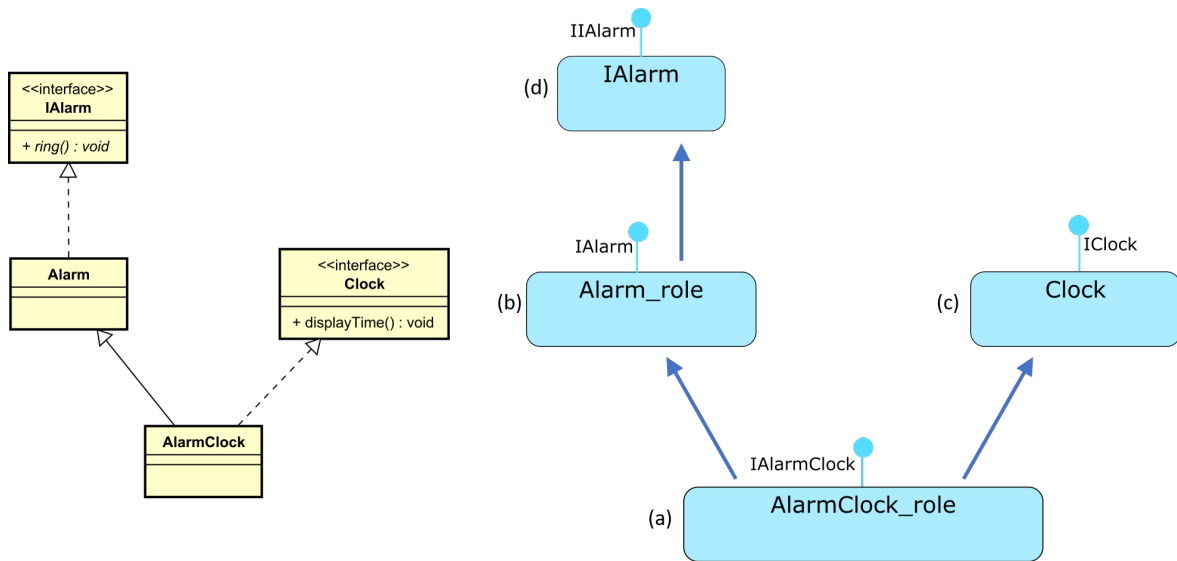 <<interface>>
IAlarm
+ ring() : void
Alarm
<<interface>>
Clock
+ displayTime() : void
AlarmClock
IIAlarm
(d)
IAlarm
IAlarm
(b)
Alarm_role
IClock
(c)
Clock
IAlarmClock
(a)
AlarmClock_role